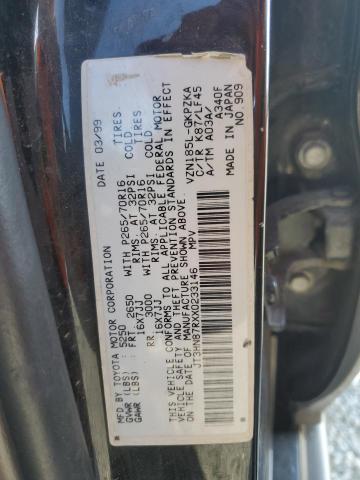 MFD.BY TOYOTA MOTOR CORPORATION DATE 03/99
GVWR (LBS) : 5250
GAWR (LBS) : FRT 2650 WITH P265/70R16 TIRES.
16X7JJ RIMS. AT 32PSI COLD
RR 3000 WITH P265/70R16 TIRES.
16X7JJ RIMS. AT 32PSI COLD
THIS VEHICLE CONFORMS TO ALL APPLICABLE FEDERAL MOTOR
VEHICLE SAFETY AND THEFT PREVENTION STANDARDS IN EFFECT
ON THE DATE OF MANUFACTURE SHOWN ABOVE.
JT3HN87RXX0233146 MPV
VZN185L-GKPZKA
C/TR K87/LF45
A/TM A03A/ A340F
MADE IN JAPAN
NO.909